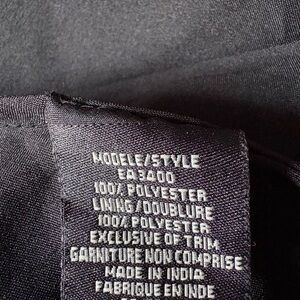 MODELE/STYLE
EA3400
100% POLYESTER
LINING/DOUBLURE
100% POLYESTER
EXCLUSIVE OF TRIM
GARNITURE NON COMPRISE
MADE IN INDIA
FABRIQUE EN INDE